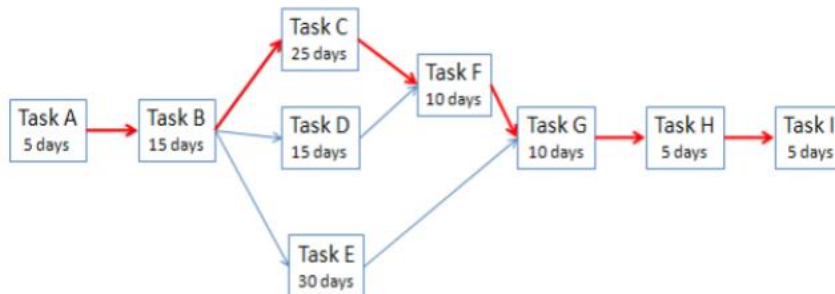 Task A
5 days
Task B
15 days
Task C
25 days
Task D
15 days
Task E
30 days
Task F
10 days
Task G
10 days
Task H
5 days
Task I
5 days